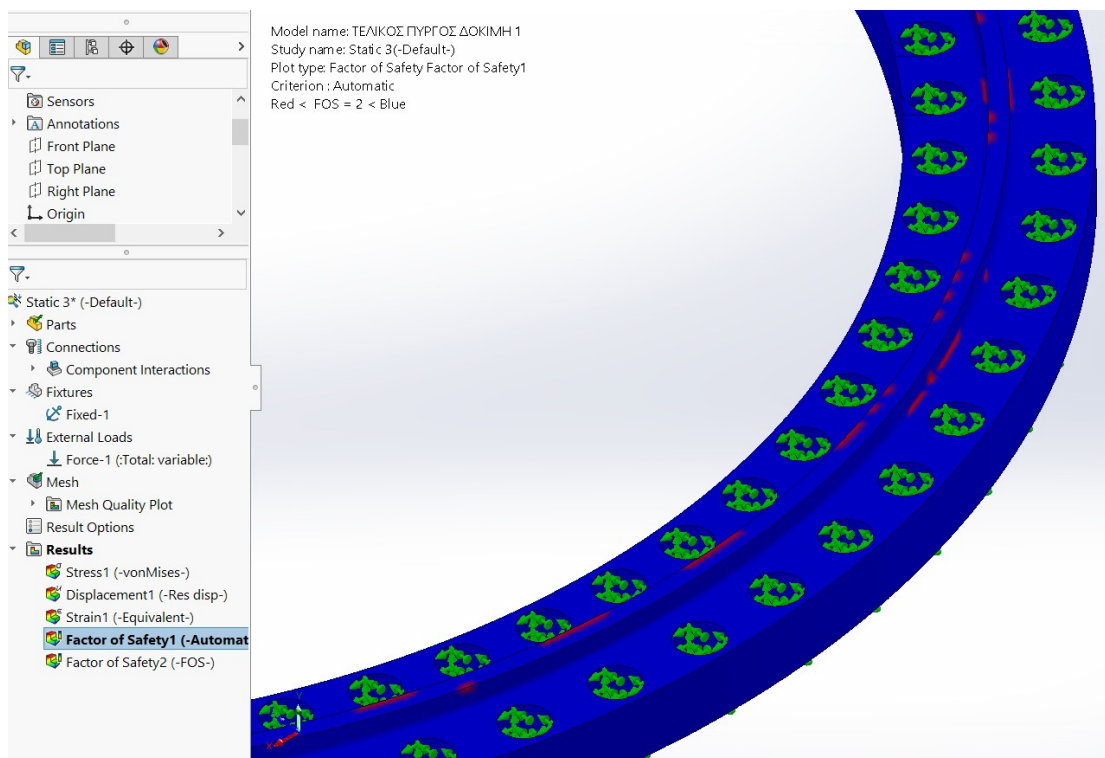 Model name: ΤΕΛΙΚΟΣ ΠΥΡΓΟΣ ΔΟΚΙΜΗ 1
Study name: Static 3(-Default-)
Plot type: Factor of Safety Factor of Safety1
Criterion : Automatic
Red < FOS = 2 < Blue
Sensors
Annotations
Front Plane
Top Plane
Right Plane
Origin
Static 3* (-Default-)
Parts
Connections
Component Interactions
Fixtures
Fixed-1
External Loads
Force-1 (:Total: variable:)
Mesh
Mesh Quality Plot
Result Options
Results
Stress1 (-vonMises-)
Displacement1 (-Res disp-)
Strain1 (-Equivalent-)
Factor of Safety1 (-Automat
Factor of Safety2 (-FOS-)
Y
X